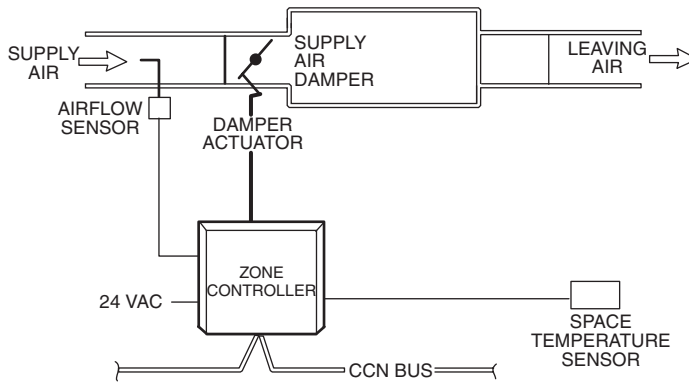 SUPPLY
AIR
SUPPLY
AIR
DAMPER
LEAVING
AIR
AIRFLOW
SENSOR
DAMPER
ACTUATOR
ZONE
CONTROLLER
24 VAC
SPACE
TEMPERATURE
SENSOR
CCN BUS